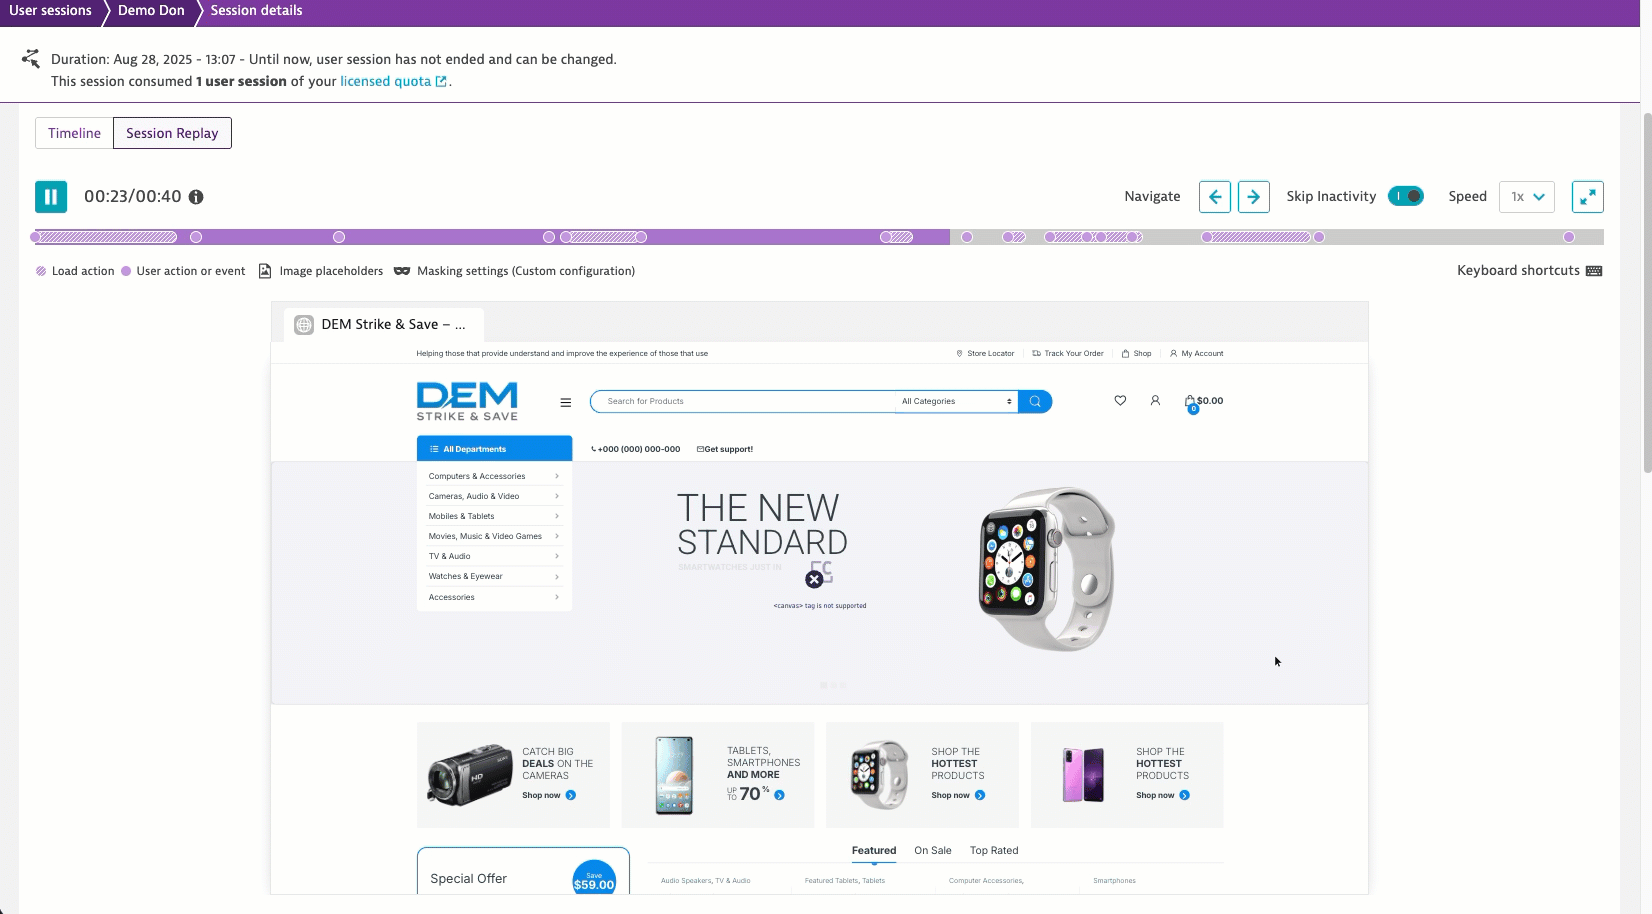 User sessions
Demo Don
Session details
Duration: Aug 28, 2025 - 13:07 - Until now, user session has not ended and can be changed.
This session consumed 1 user session of your licensed quota .
Timeline
Session Replay
00:23/00:40
Navigate
Skip Inactivity
Speed
1x
Load action
User action or event
Image placeholders
Masking settings (Custom configuration)
Keyboard shortcuts
DEM Strike & Save – ...
Helping those that provide understand and improve the experience of those that use
Store Locator
Track Your Order
Shop
My Account
DEM
STRIKE & SAVE
Search for Products
All Categories
0
$0.00
All Departments
+000 (000) 000-000
Get support!
Computers & Accessories
Cameras, Audio & Video
Mobiles & Tablets
Movies, Music & Video Games
TV & Audio
Watches & Eyewear
Accessories
THE NEW
STANDARD
SMARTWATCHES JUST IN
<canvas> tag is not supported
CATCH BIG
DEALS ON THE
CAMERAS
Shop now
TABLETS,
SMARTPHONES
AND MORE
UP TO 70 %
SHOP THE
HOTTEST
PRODUCTS
Shop now
SHOP THE
HOTTEST
PRODUCTS
Shop now
Special Offer
Save
$59.00
Featured
On Sale
Top Rated
Audio Speakers, TV & Audio
Featured Tablets, Tablets
Computer Accessories,
Smartphones